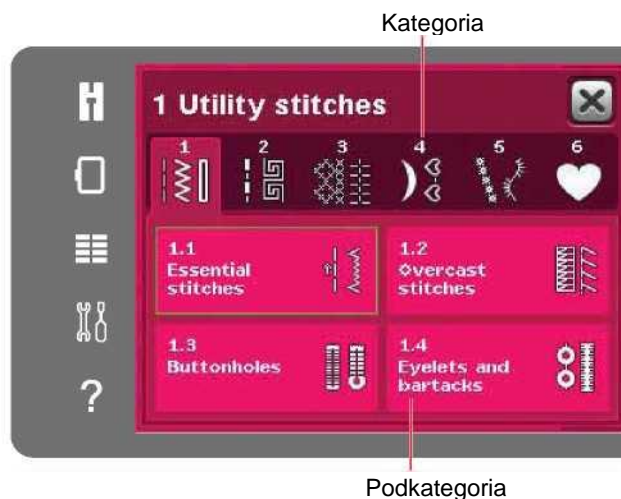 Kategoria
1 Utility stitches
1 2 3 4 5 6
1.1
Essential
stitches
1.2
Overcast
stitches
1.3
Buttonholes
1.4
Eyelets and
bartacks
?
Podkategoria